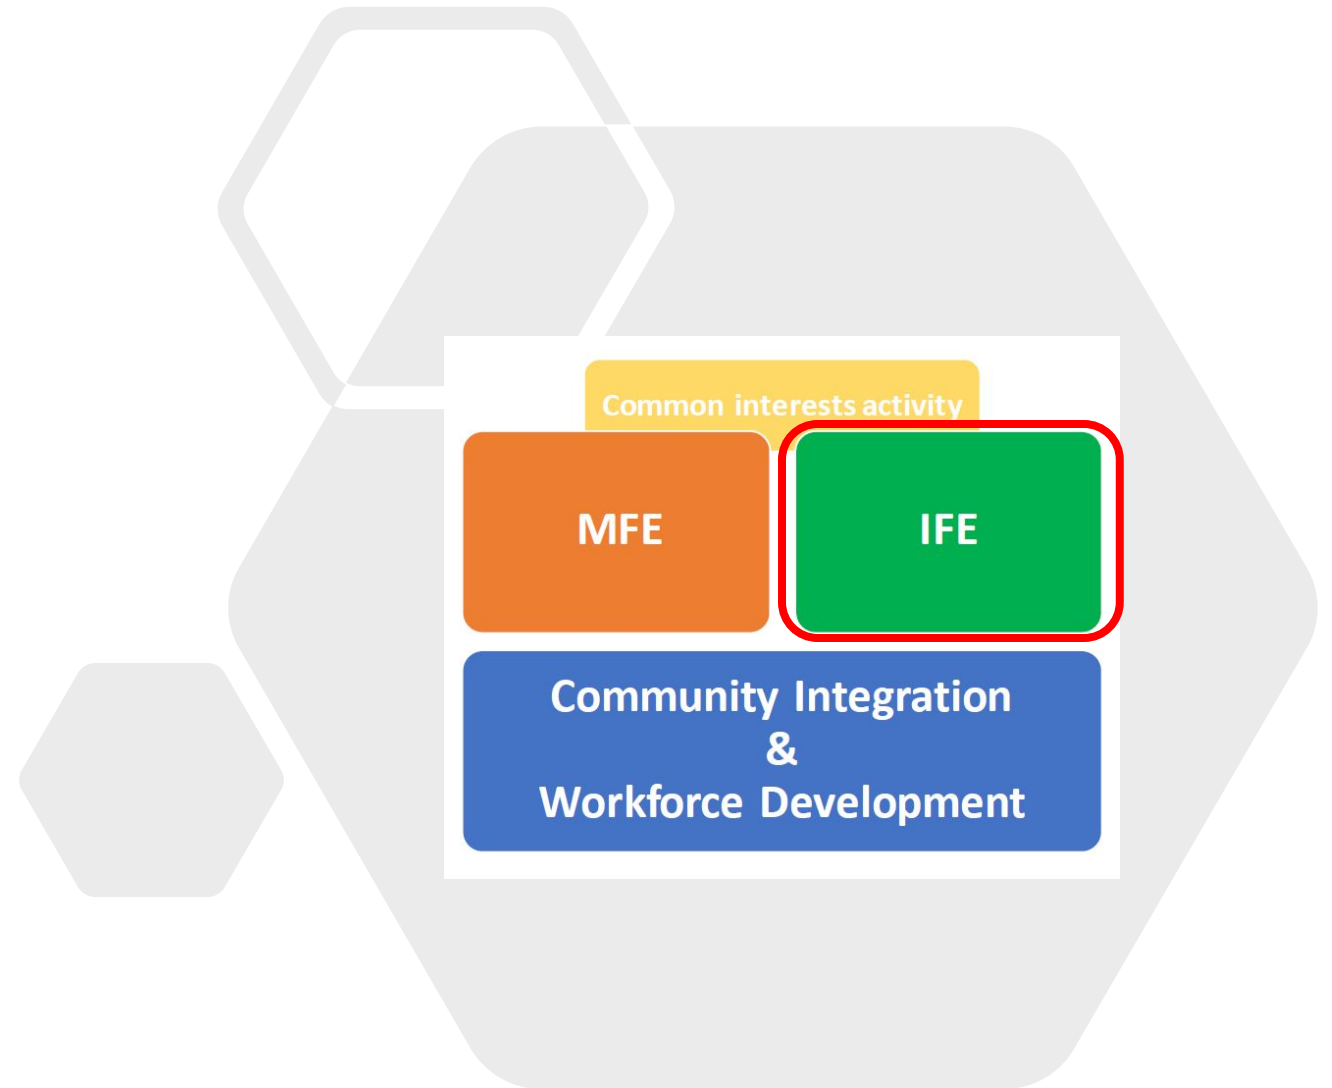 Common interests activity
MFE
IFE
Community Integration
&
Workforce Development